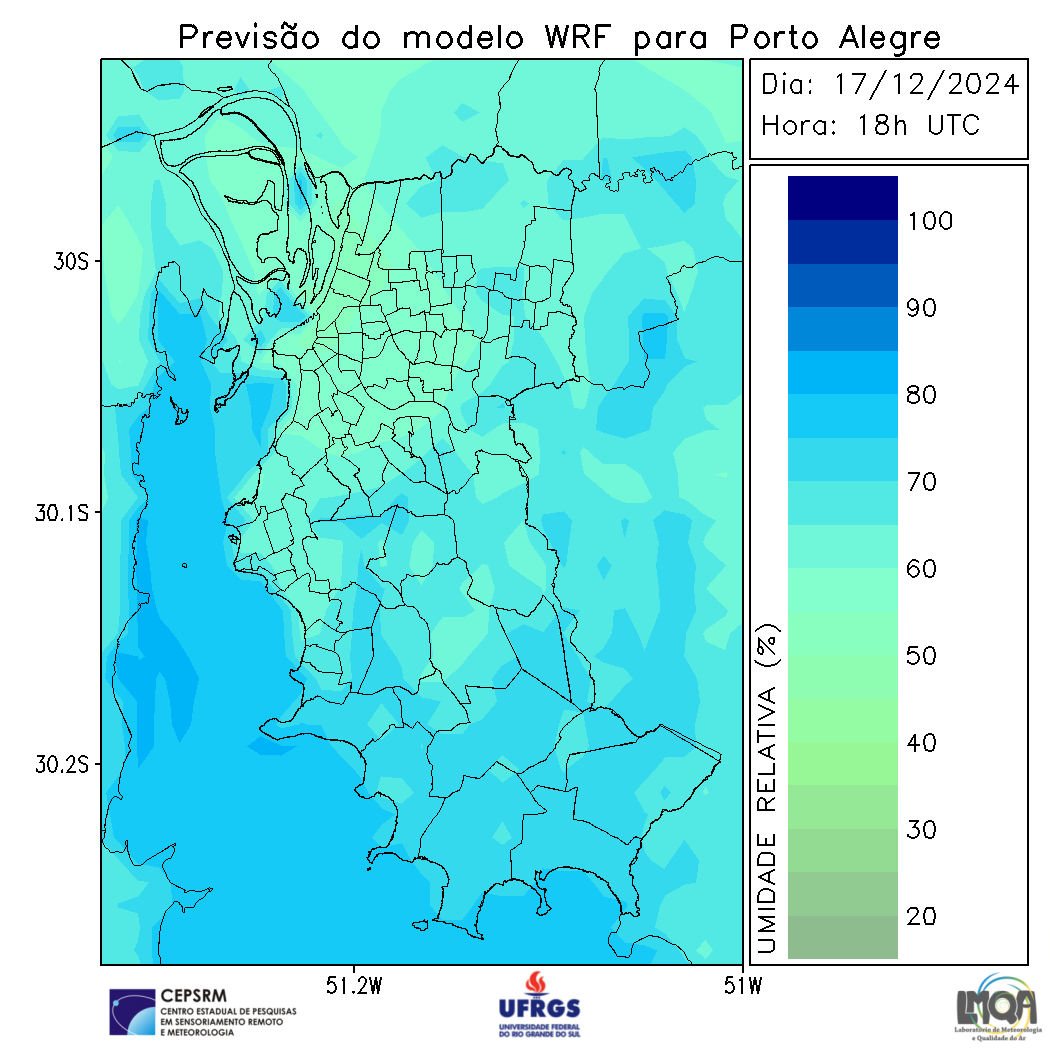 Previsão do modelo WRF para Porto Alegre
Dia: 17/12/2024
Hora: 18h UTC
30S
30.1S
30.2S
51.2W
51W
UMIDADE RELATIVA (%)
100
90
80
70
60
50
40
30
20
CEPSRM
CENTRO ESTADUAL DE PESQUISAS
EM SENSORIAMENTO REMOTO
E METEOROLOGIA
UFRGS
UNIVERSIDADE FEDERAL
DO RIO GRANDE DO SUL
LMQA
Laboratório de Meteorologia
e Qualidade do Ar